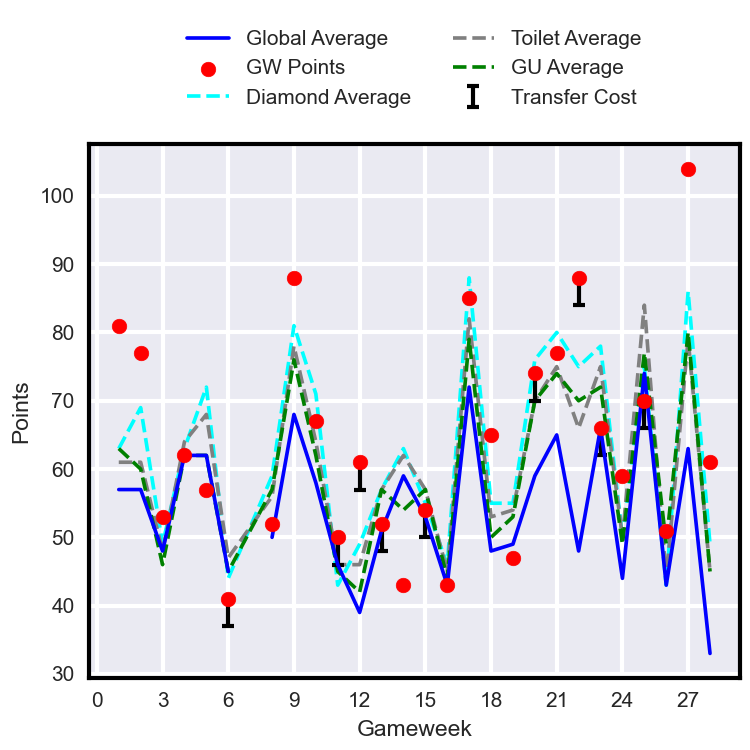 Global Average
GW Points
Diamond Average
Toilet Average
GU Average
Transfer Cost
Points
100
90
80
70
60
50
40
30
0 3 6 9 12 15 18 21 24 27
Gameweek